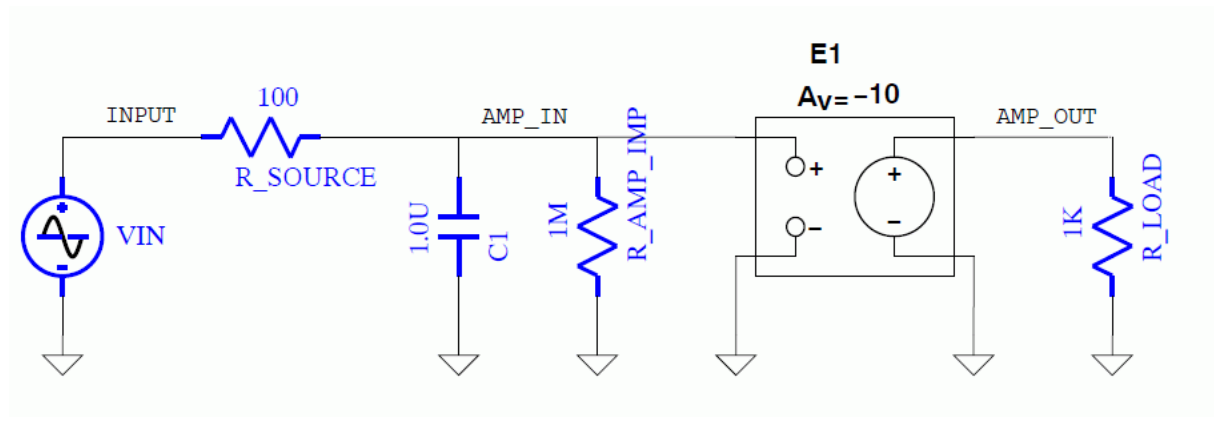 E1
AV=−10
INPUT
100
R_SOURCE
AMP_IN
AMP_OUT
VIN
1.0U
C1
1M
R_AMP_IMP
+
−
+
−
1K
R_LOAD